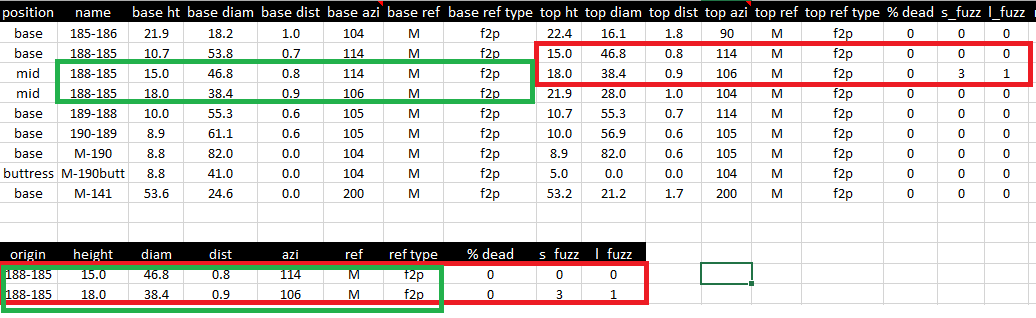 position name base ht base diam base dist base azi base ref base ref type top ht top diam top dist top azi top ref top ref type % dead s_fuzz l_fuzz
base 185-186 21.9 18.2 1.0 104 M f2p 22.4 16.1 1.8 90 M f2p 0 0 0
base 188-185 10.7 53.8 0.7 114 M f2p 15.0 46.8 0.8 114 M f2p 0 0 0
mid 188-185 15.0 46.8 0.8 114 M f2p 18.0 38.4 0.9 106 M f2p 0 3 1
mid 188-185 18.0 38.4 0.9 106 M f2p 21.9 28.0 1.0 104 M f2p 0 0 0
base 189-188 10.0 55.3 0.6 105 M f2p 10.7 55.3 0.7 114 M f2p 0 0 0
base 190-189 8.9 61.1 0.6 105 M f2p 10.0 56.9 0.6 105 M f2p 0 0 0
base M-190 8.8 82.0 0.0 104 M f2p 8.9 82.0 0.6 105 M f2p 0 0 0
buttress M-190butt 8.8 41.0 0.0 104 M f2p 5.0 0.0 0.0 104 M f2p 0 0 0
base M-141 53.6 24.6 0.0 200 M f2p 53.2 21.2 1.7 200 M f2p 0 0 0
origin height diam dist azi ref ref type % dead s_fuzz l_fuzz
188-185 15.0 46.8 0.8 114 M f2p 0 0 0
188-185 18.0 38.4 0.9 106 M f2p 0 3 1